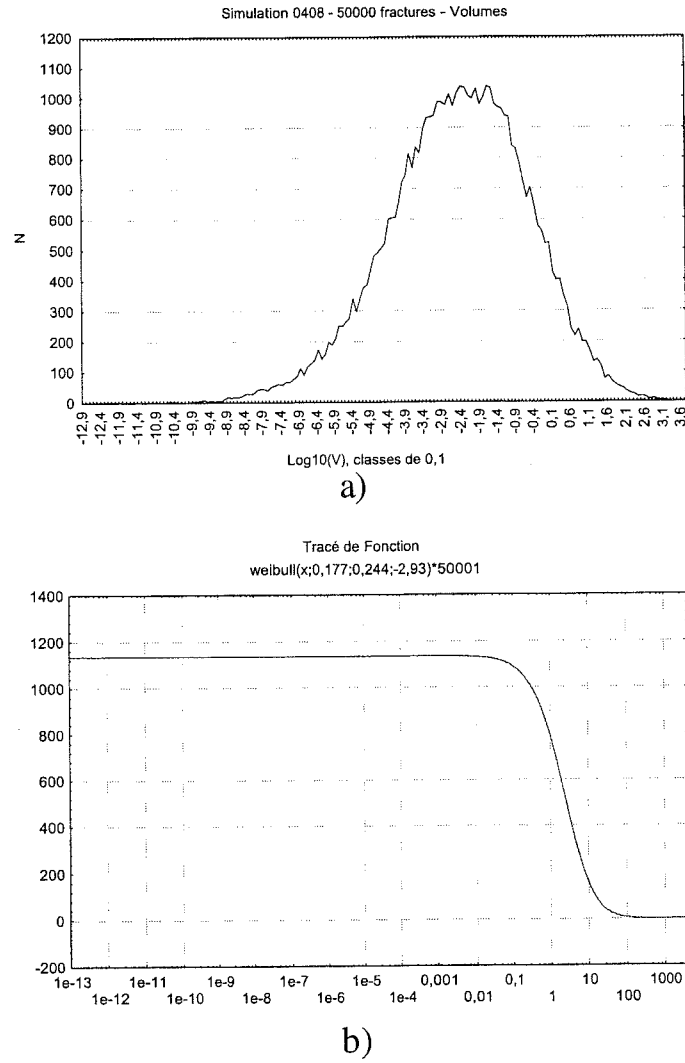 Simulation 0408 - 50000 fractures - Volumes
1200
1100
1000
900
800
700
600
500
400
300
200
100
0
N
-12,9 -12,4 -11,9 -11,4 -10,9 -10,4 -9,9 -9,4 -8,9 -8,4 -7,9 -7,4 -6,9 -6,4 -5,9 -5,4 -4,9 -4,4 -3,9 -3,4 -2,9 -2,4 -1,9 -1,4 -0,9 -0,4 0,1 0,6 1,1 1,6 2,1 2,6 3,1 3,6
Log10(V), classes de 0,1
a)
Tracé de Fonction
weibull(x;0,177;0,244;-2,93)*50001
1400
1200
1000
800
600
400
200
0
-200
1e-13 1e-11 1e-9 1e-7 1e-5 0,001 0,1 10 1000
1e-12 1e-10 1e-8 1e-6 1e-4 0,01 1 100
b)